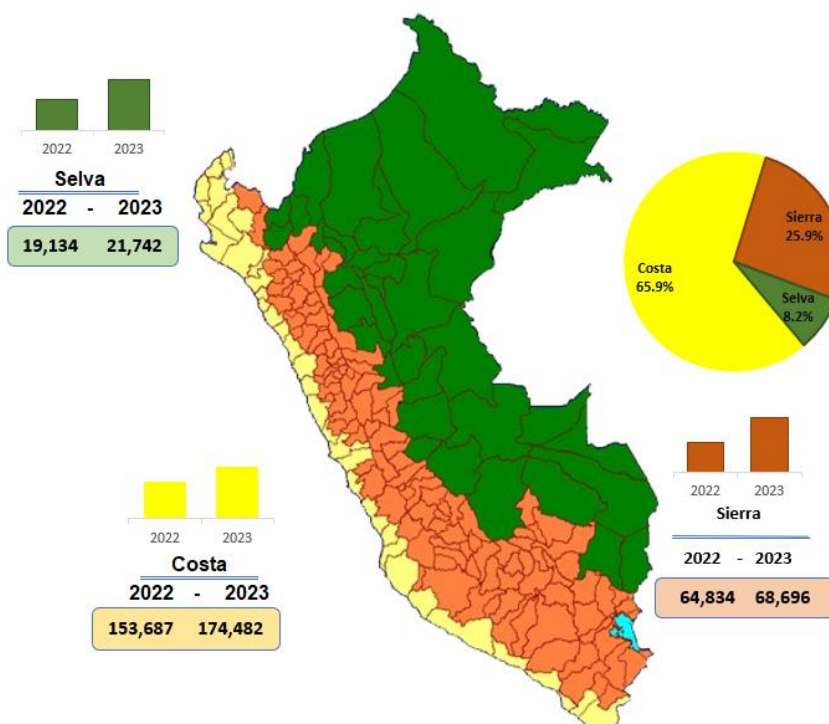 2022 2023
Selva
2022 - 2023
19,134 21,742
Costa
65.9%
Sierra
25.9%
Selva
8.2%
2022 2023
Sierra
2022 - 2023
64,834 68,696
2022 2023
Costa
2022 - 2023
153,687 174,482